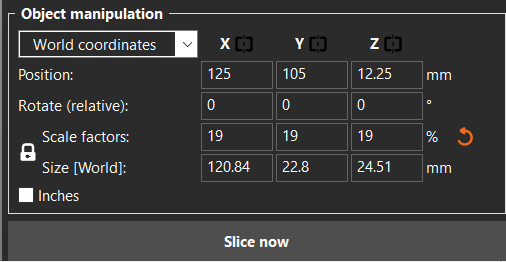 Object manipulation
World coordinates X Y Z
Position: 125 105 12.25 mm
Rotate (relative): 0 0 0 °
Scale factors: 19 19 19 %
Size [World]: 120.84 22.8 24.51 mm
Inches
Slice now